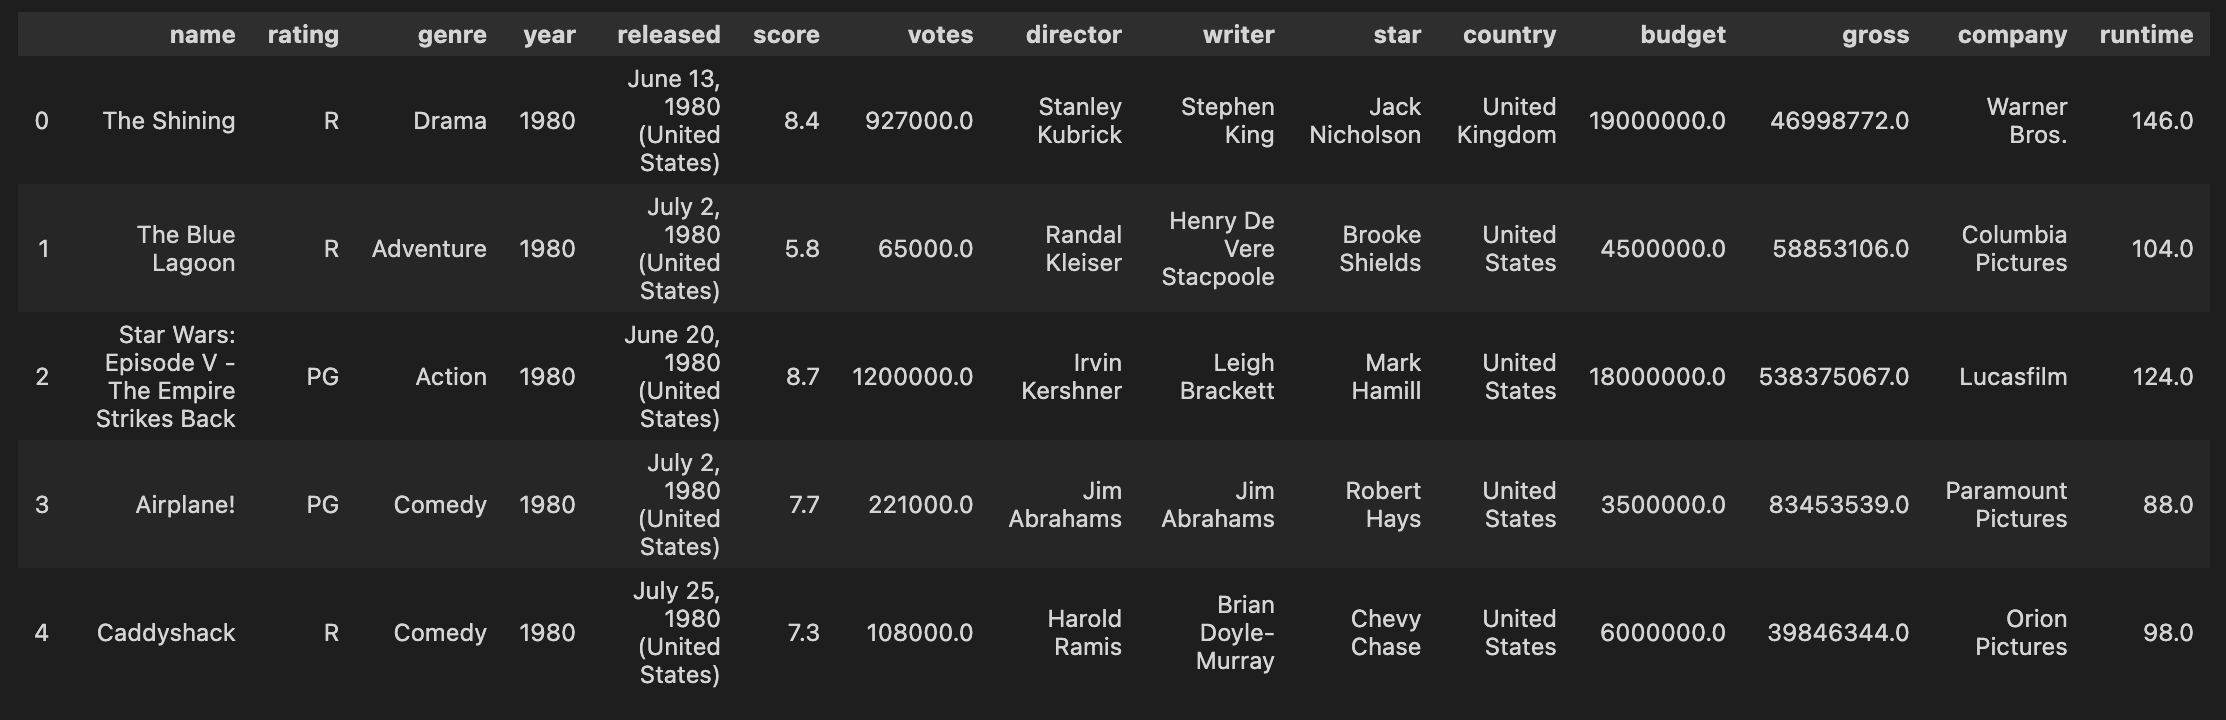 name rating genre year released score votes director writer star country budget gross company runtime
0 The Shining R Drama 1980 June 13, 1980 (United States) 8.4 927000.0 Stanley Kubrick Stephen King Jack Nicholson United Kingdom 19000000.0 46998772.0 Warner Bros. 146.0
1 The Blue Lagoon R Adventure 1980 July 2, 1980 (United States) 5.8 65000.0 Randal Kleiser Henry De Vere Stacpoole Brooke Shields United States 4500000.0 58853106.0 Columbia Pictures 104.0
2 Star Wars: Episode V - The Empire Strikes Back PG Action 1980 June 20, 1980 (United States) 8.7 1200000.0 Irvin Kershner Leigh Brackett Mark Hamill United States 18000000.0 538375067.0 Lucasfilm 124.0
3 Airplane! PG Comedy 1980 July 2, 1980 (United States) 7.7 221000.0 Jim Abrahams Jim Abrahams Robert Hays United States 3500000.0 83453539.0 Paramount Pictures 88.0
4 Caddyshack R Comedy 1980 July 25, 1980 (United States) 7.3 108000.0 Harold Ramis Brian Doyle-Murray Chevy Chase United States 6000000.0 39846344.0 Orion Pictures 98.0